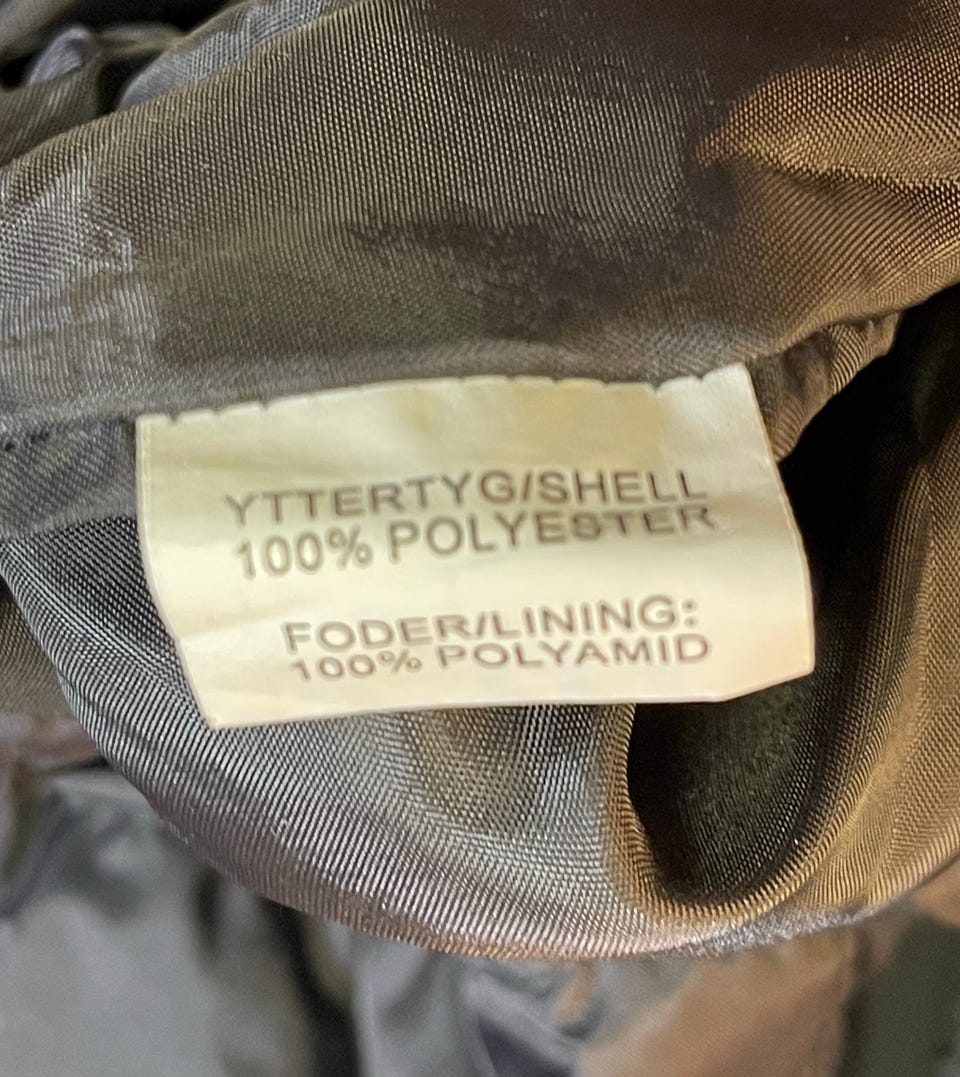 YTTERTYG/SHELL
100% POLYESTER
FODER/LINING:
100% POLYAMID